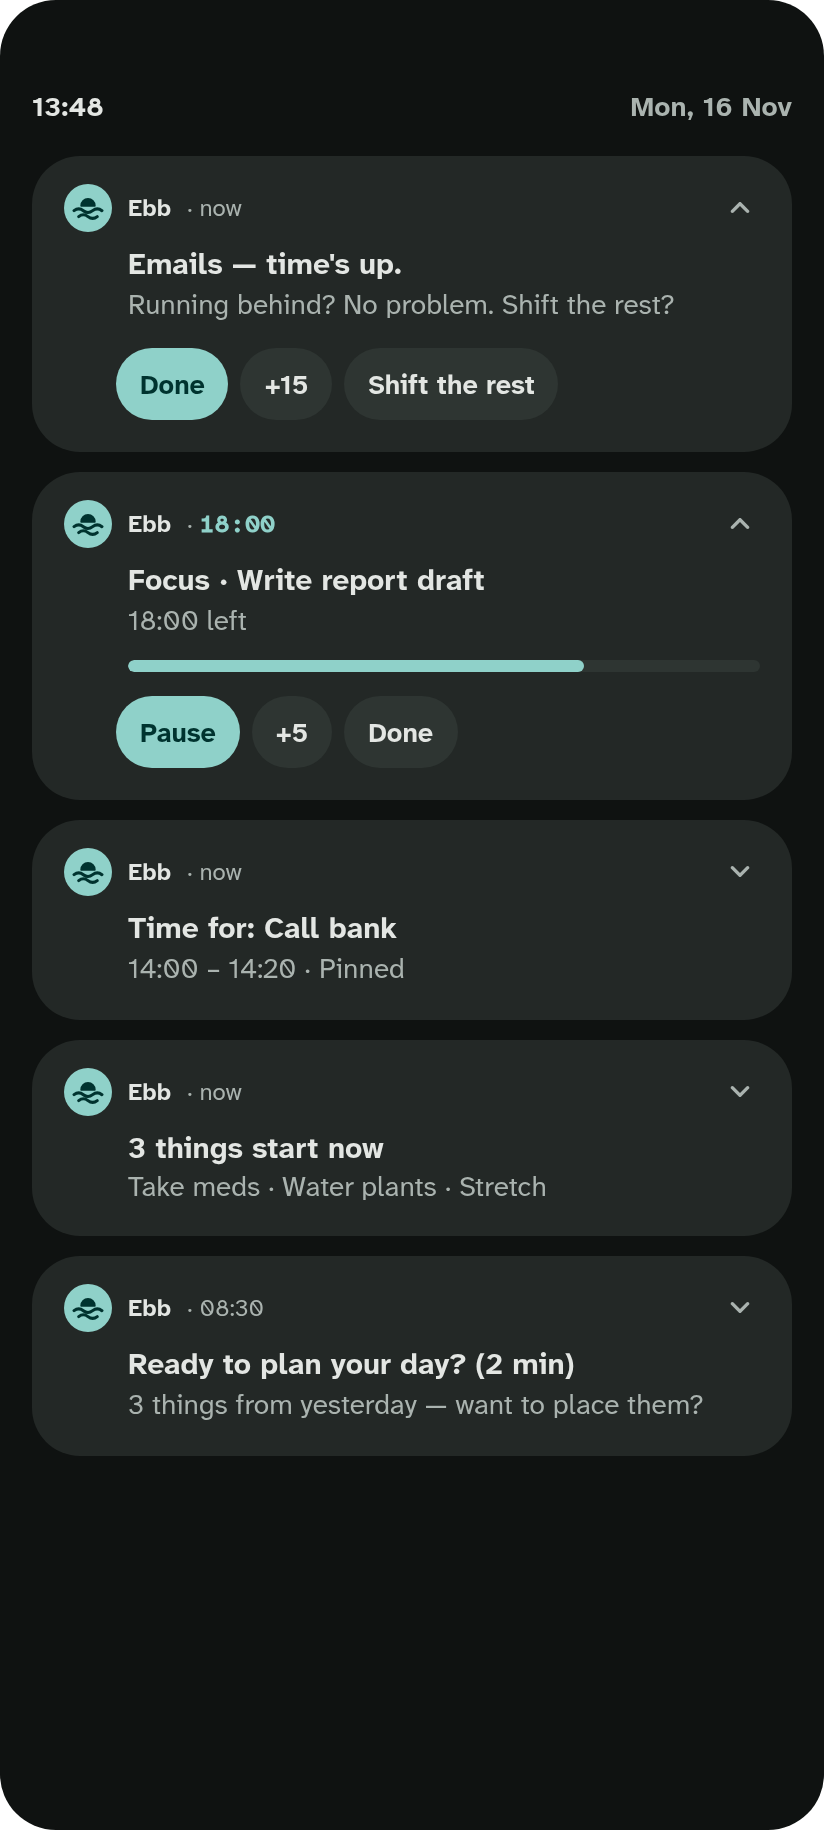 13:48 Mon, 16 Nov
Ebb · now
Emails — time's up.
Running behind? No problem. Shift the rest?
Done +15 Shift the rest
Ebb · 18:00
Focus · Write report draft
18:00 left
Pause +5 Done
Ebb · now
Time for: Call bank
14:00 – 14:20 · Pinned
Ebb · now
3 things start now
Take meds · Water plants · Stretch
Ebb · 08:30
Ready to plan your day? (2 min)
3 things from yesterday — want to place them?